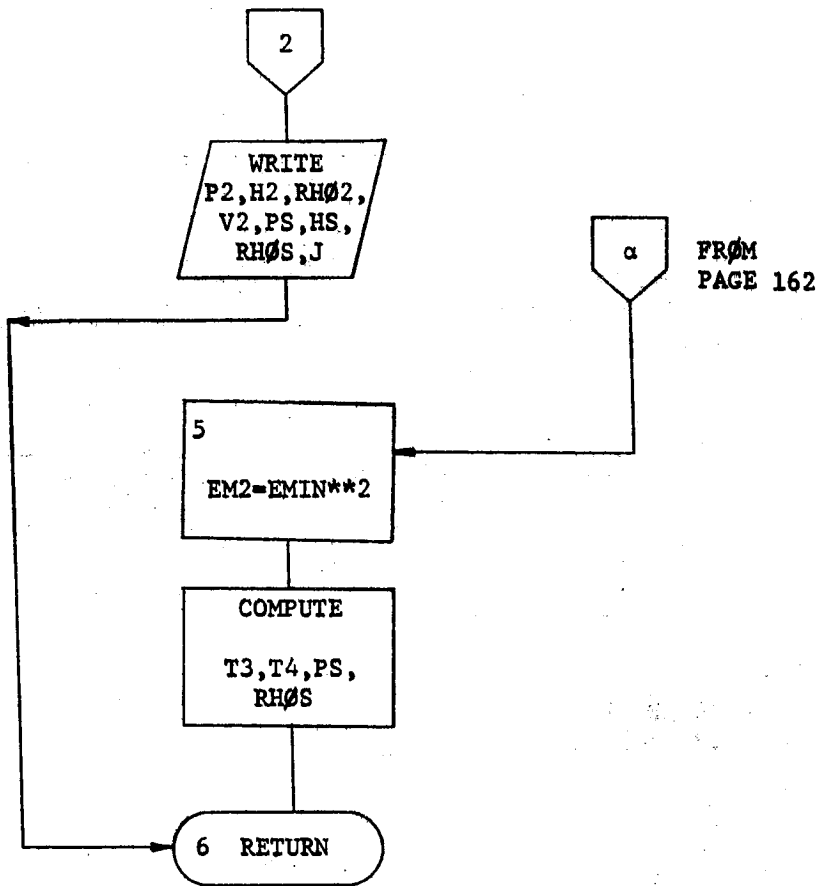 2
WRITE
P2,H2,RHØ2,
V2,PS,HS,
RHØS,J
α
FRØM
PAGE 162
5
EM2=EMIN**2
COMPUTE
T3,T4,PS,
RHØS
6 RETURN